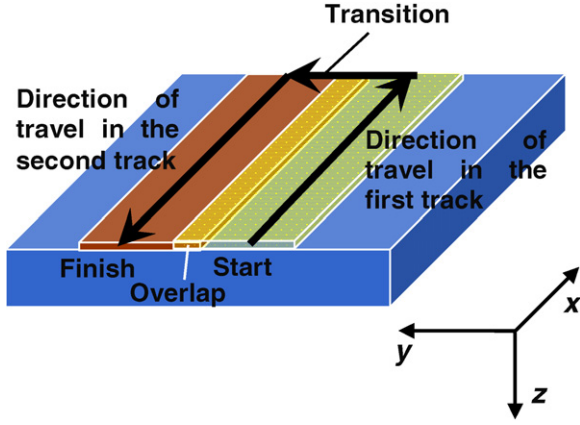 Transition
Direction of
travel in the
second track
Direction of
travel in the
first track
Finish
Start
Overlap
x
y
z